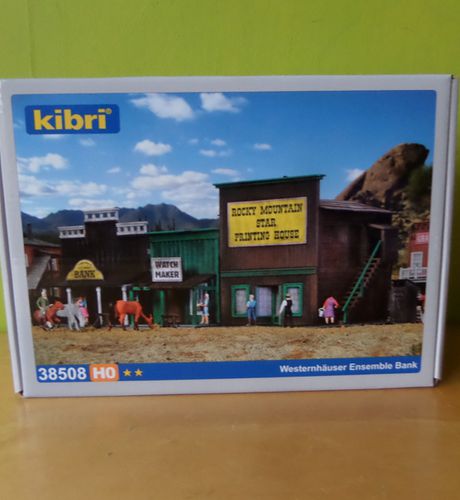 kibri®
ROCKY MOUNTAIN
STAR
PRINTING HOUSE
WATCH
MAKER
BANK
38508 H0 ★★
Westernhäuser Ensemble Bank